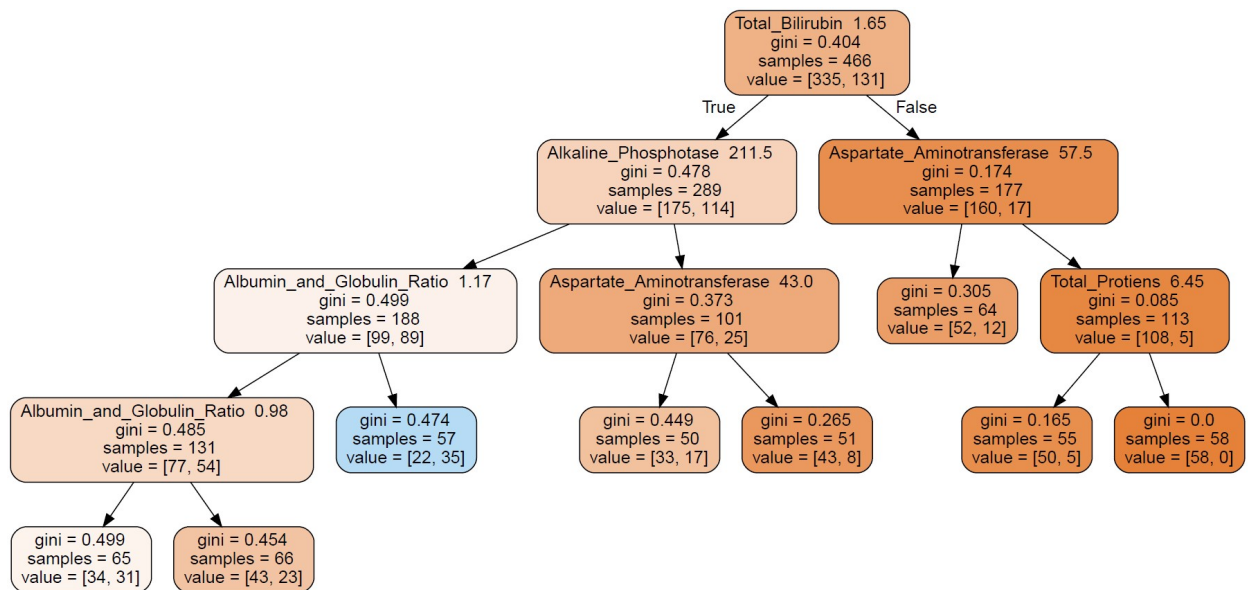 Total_Bilirubin 1.65
gini = 0.404
samples = 466
value = [335, 131]
True
False
Alkaline_Phosphotase 211.5
gini = 0.478
samples = 289
value = [175, 114]
Aspartate_Aminotransferase 57.5
gini = 0.174
samples = 177
value = [160, 17]
Albumin_and_Globulin_Ratio 1.17
gini = 0.499
samples = 188
value = [99, 89]
Aspartate_Aminotransferase 43.0
gini = 0.373
samples = 101
value = [76, 25]
gini = 0.305
samples = 64
value = [52, 12]
Total_Protiens 6.45
gini = 0.085
samples = 113
value = [108, 5]
Albumin_and_Globulin_Ratio 0.98
gini = 0.485
samples = 131
value = [77, 54]
gini = 0.474
samples = 57
value = [22, 35]
gini = 0.449
samples = 50
value = [33, 17]
gini = 0.265
samples = 51
value = [43, 8]
gini = 0.165
samples = 55
value = [50, 5]
gini = 0.0
samples = 58
value = [58, 0]
gini = 0.499
samples = 65
value = [34, 31]
gini = 0.454
samples = 66
value = [43, 23]